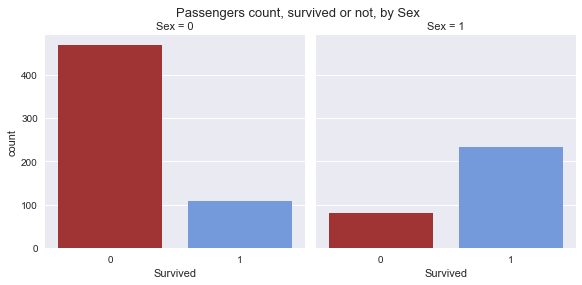 Passengers count, survived or not, by Sex
Sex = 0
Sex = 1
count
400
300
200
100
0
0
1
0
1
Survived
Survived